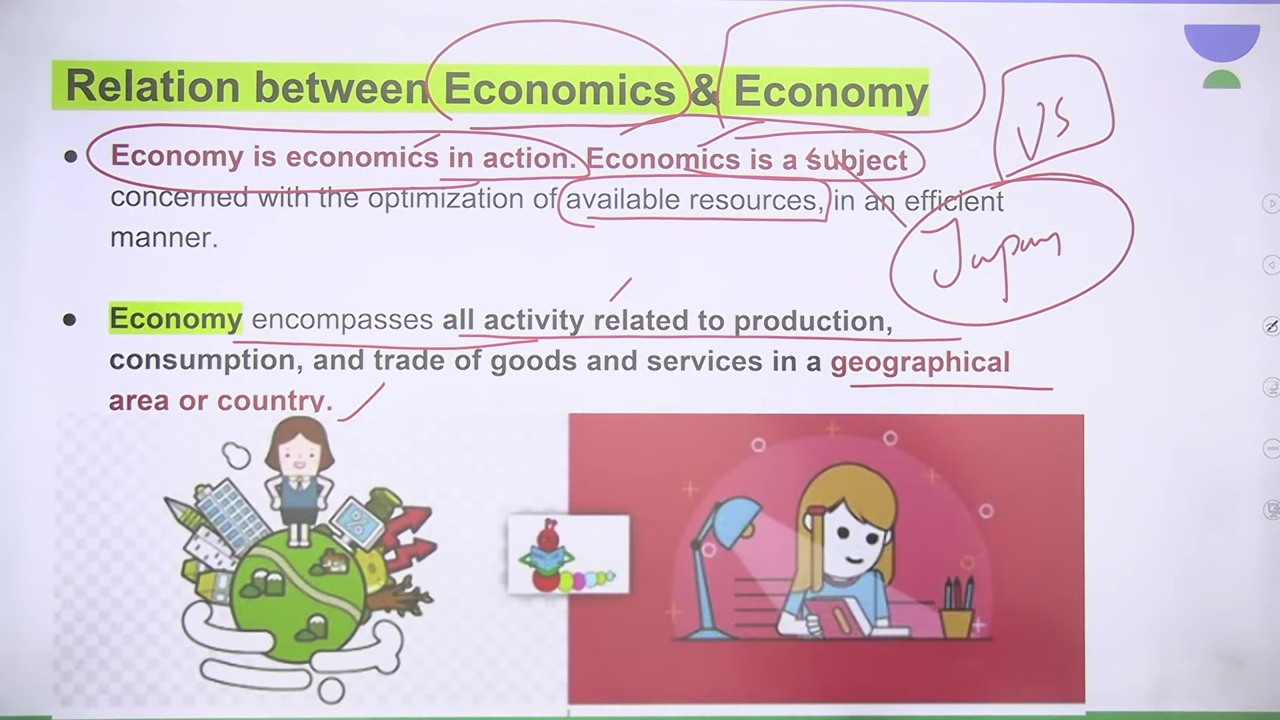 Relation between Economics & Economy
VS
• Economy is economics in action. Economics is a subject
concerned with the optimization of available resources, in an efficient
manner.
Japan
• Economy encompasses all activity related to production,
consumption, and trade of goods and services in a geographical
area or country.